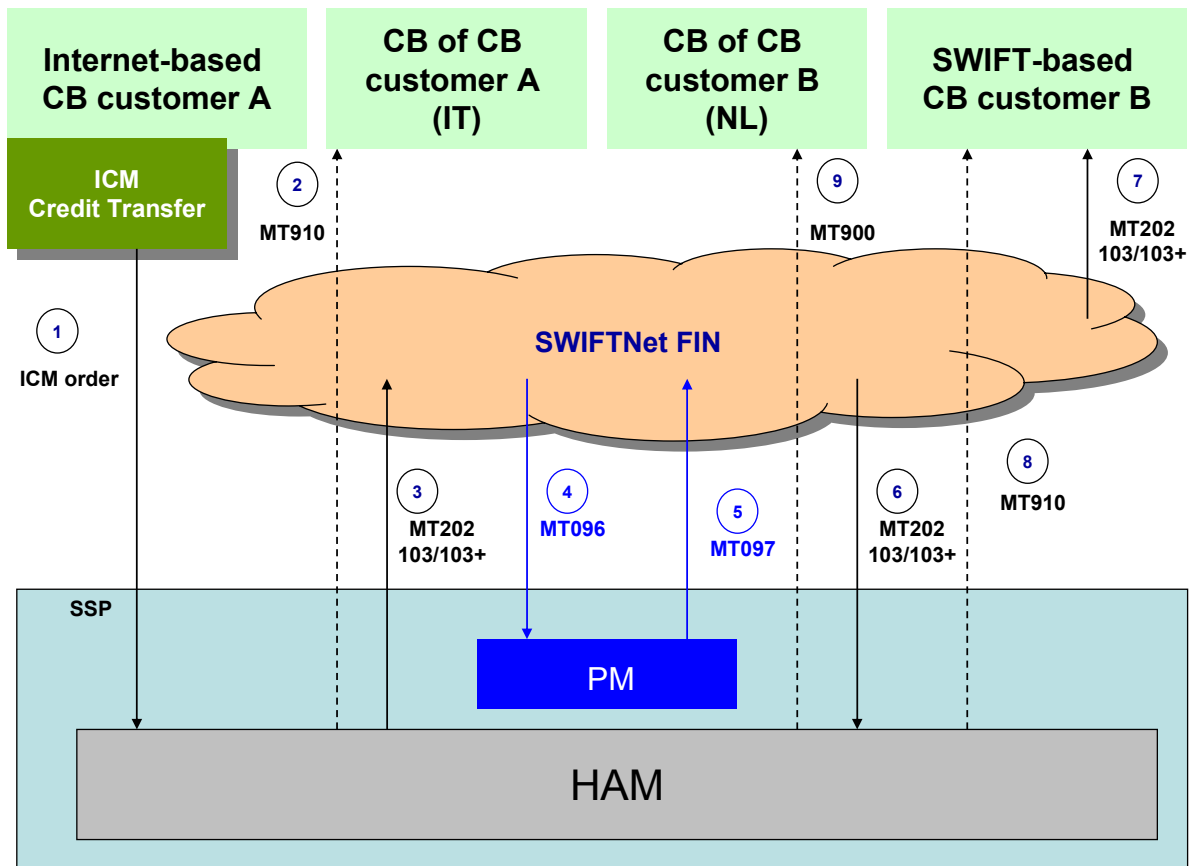 Internet-based
CB customer A
CB of CB
customer A
(IT)
CB of CB
customer B
(NL)
SWIFT-based
CB customer B
ICM
Credit Transfer
2
MT910
9
MT900
7
MT202
103/103+
1
ICM order
SWIFTNet FIN
3
MT202
103/103+
4
MT096
5
MT097
6
MT202
103/103+
8
MT910
SSP
PM
HAM